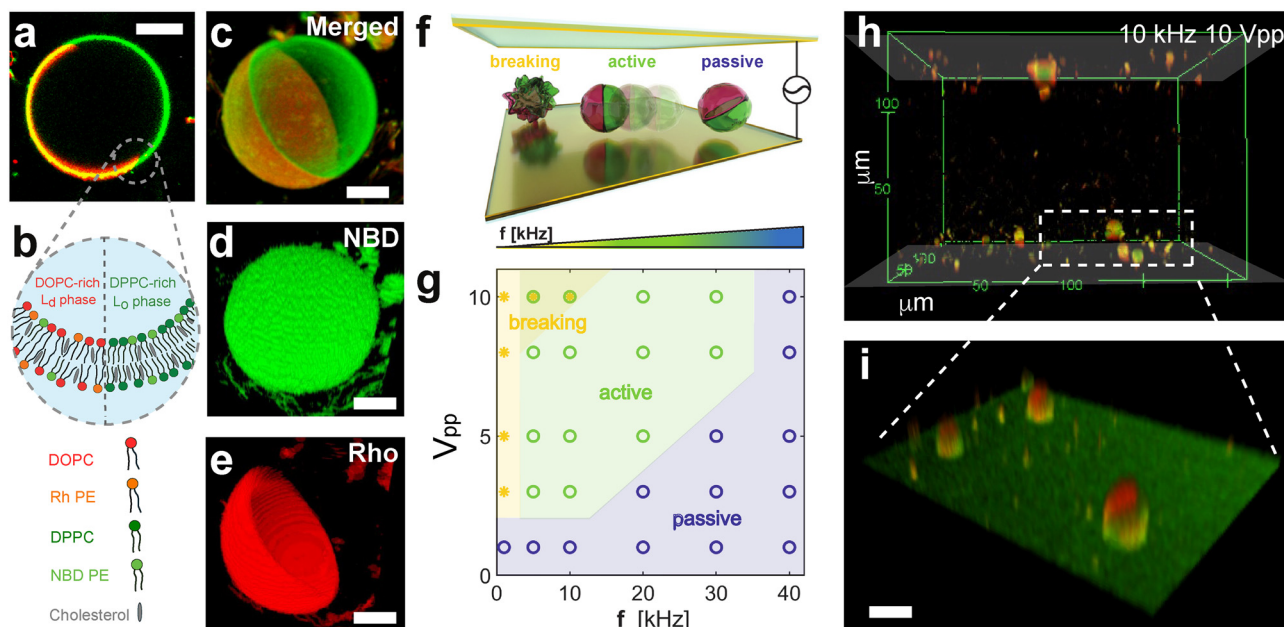 a
b
DOPC-rich
Ld phase
DPPC-rich
Lo phase
DOPC
Rh PE
DPPC
NBD PE
Cholesterol
c
Merged
d
NBD
e
Rho
f
breaking
active
passive
f [kHz]
g
Vpp
10
5
0
breaking
active
passive
0
10
20
30
40
f [kHz]
h
10 kHz 10 Vpp
100
50
μm
50
100
50
100
μm
i